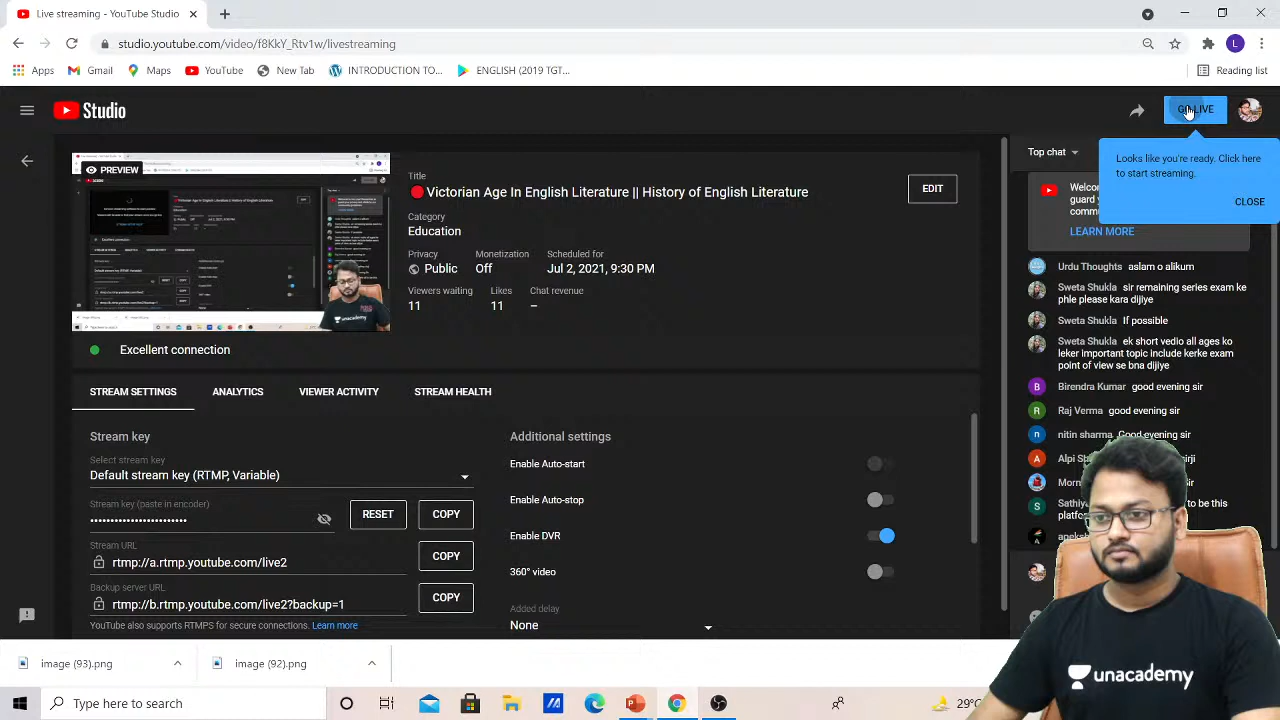 Live streaming - YouTube Studio
studio.youtube.com/video/f8KkY_Rtv1w/livestreaming
Apps
Gmail
Maps
YouTube
New Tab
INTRODUCTION TO...
ENGLISH (2019 TGT...
Reading list
Studio
L
Looks like you're ready. Click here
to start streaming.
CLOSE
PREVIEW
Title
Victorian Age In English Literature || History of English Literature
EDIT
Category
Education
Privacy
Public
Monetization
Off
Scheduled for
Jul 2, 2021, 9:30 PM
Viewers waiting
11
Likes
11
Chat revenue
–
Excellent connection
STREAM SETTINGS
ANALYTICS
VIEWER ACTIVITY
STREAM HEALTH
Stream key
Select stream key
Default stream key (RTMP, Variable)
Stream key (paste in encoder)
RESET
COPY
Stream URL
rtmp://a.rtmp.youtube.com/live2
COPY
Backup server URL
rtmp://b.rtmp.youtube.com/live2?backup=1
COPY
YouTube also supports RTMPS for secure connections. Learn more
Additional settings
Enable Auto-start
Enable Auto-stop
Enable DVR
360° video
Added delay
None
Top chat
LEARN MORE
Urdu Thoughts aslam o alikum
Sweta Shukla sir remaining series exam ke
phle please kara dijiye
Sweta Shukla If possible
Sweta Shukla ek short vedio all ages ko
leker important topic include kerke exam
point of view se bna dijiye
Birendra Kumar good evening sir
Raj Verma good evening sir
nitin sharma Good evening sir
unacademy
image (93).png
image (92).png
Type here to search
29°